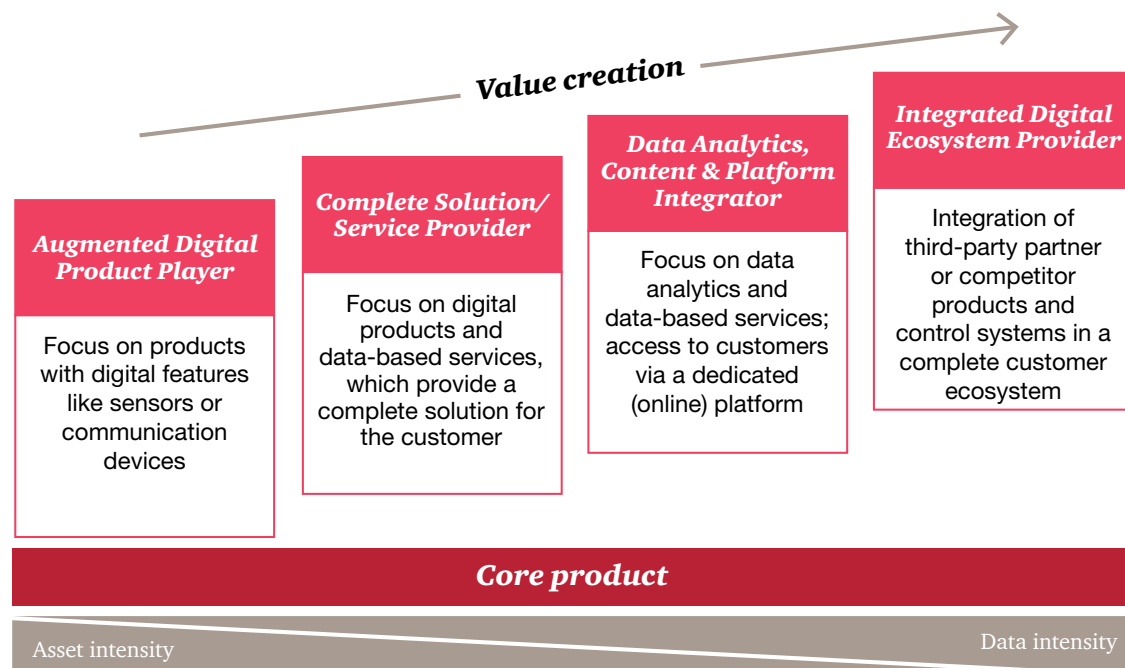 Value creation
Augmented Digital
Product Player
Focus on products
with digital features
like sensors or
communication
devices
Complete Solution/
Service Provider
Focus on digital
products and
data-based services,
which provide a
complete solution for
the customer
Data Analytics,
Content & Platform
Integrator
Focus on data
analytics and
data-based services;
access to customers
via a dedicated
(online) platform
Integrated Digital
Ecosystem Provider
Integration of
third-party partner
or competitor
products and
control systems in a
complete customer
ecosystem
Core product
Asset intensity
Data intensity